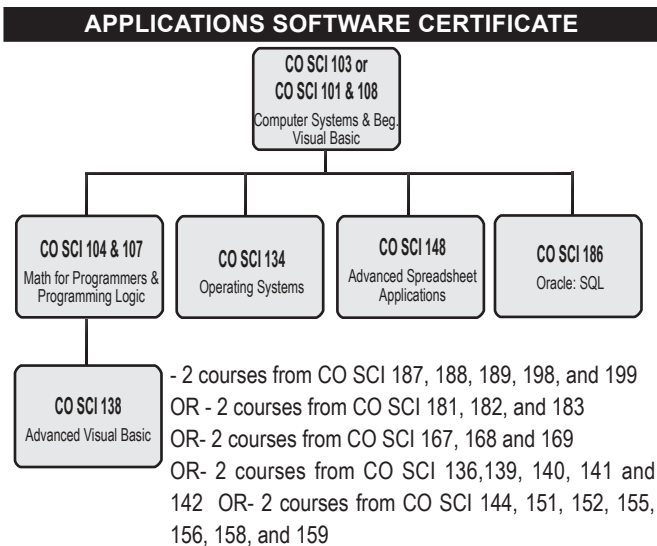 APPLICATIONS SOFTWARE CERTIFICATE
CO SCI 103 or
CO SCI 101 & 108
Computer Systems & Beg.
Visual Basic
CO SCI 104 & 107
Math for Programmers &
Programming Logic
CO SCI 134
Operating Systems
CO SCI 148
Advanced Spreadsheet
Applications
CO SCI 186
Oracle: SQL
CO SCI 138
Advanced Visual Basic
- 2 courses from CO SCI 187, 188, 189, 198, and 199
OR - 2 courses from CO SCI 181, 182, and 183
OR- 2 courses from CO SCI 167, 168 and 169
OR- 2 courses from CO SCI 136,139, 140, 141 and
142 OR- 2 courses from CO SCI 144, 151, 152, 155,
156, 158, and 159